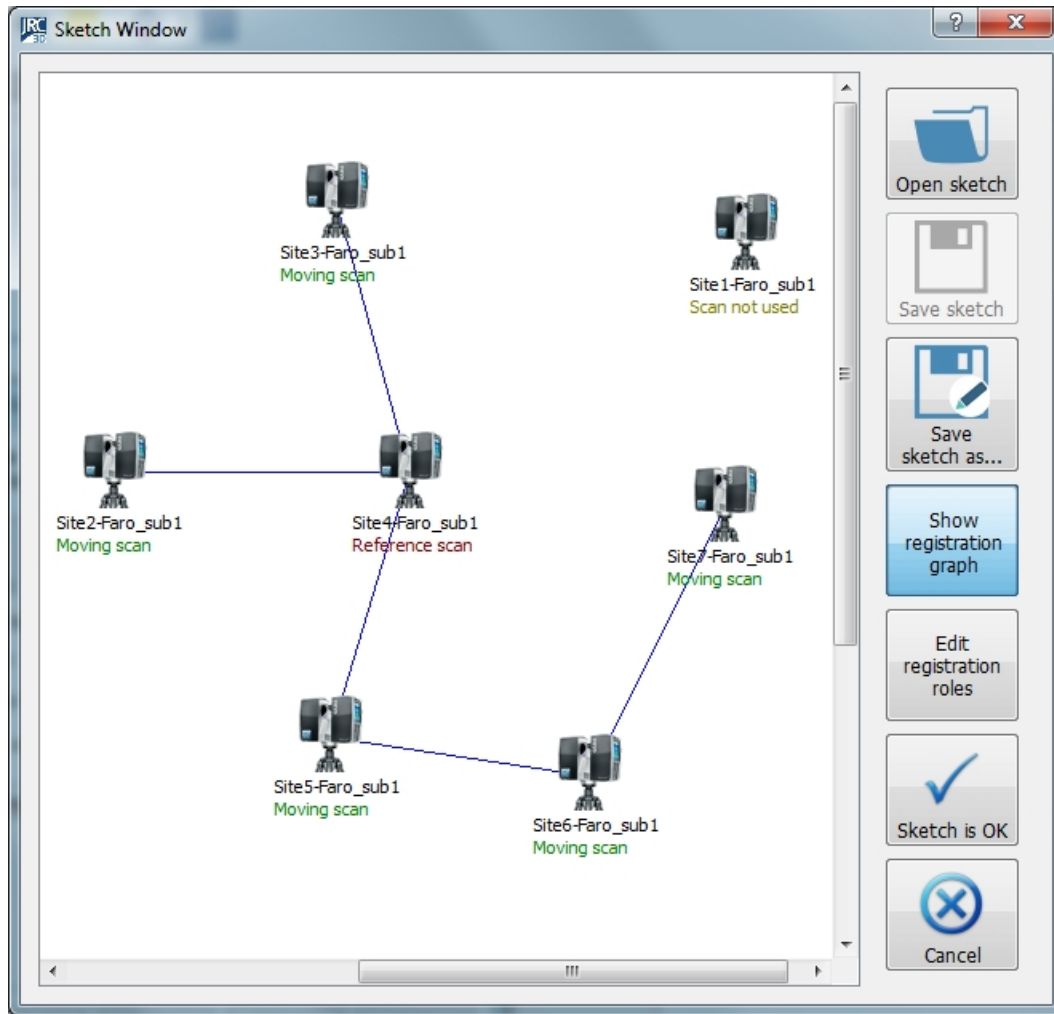 JRC
3D
Sketch Window
?
X
Site3-Faro_sub1
Moving scan
Site1-Faro_sub1
Scan not used
Site2-Faro_sub1
Moving scan
Site4-Faro_sub1
Reference scan
Site7-Faro_sub1
Moving scan
Site5-Faro_sub1
Moving scan
Site6-Faro_sub1
Moving scan
Open sketch
Save sketch
Save
sketch as...
Show
registration
graph
Edit
registration
roles
Sketch is OK
Cancel